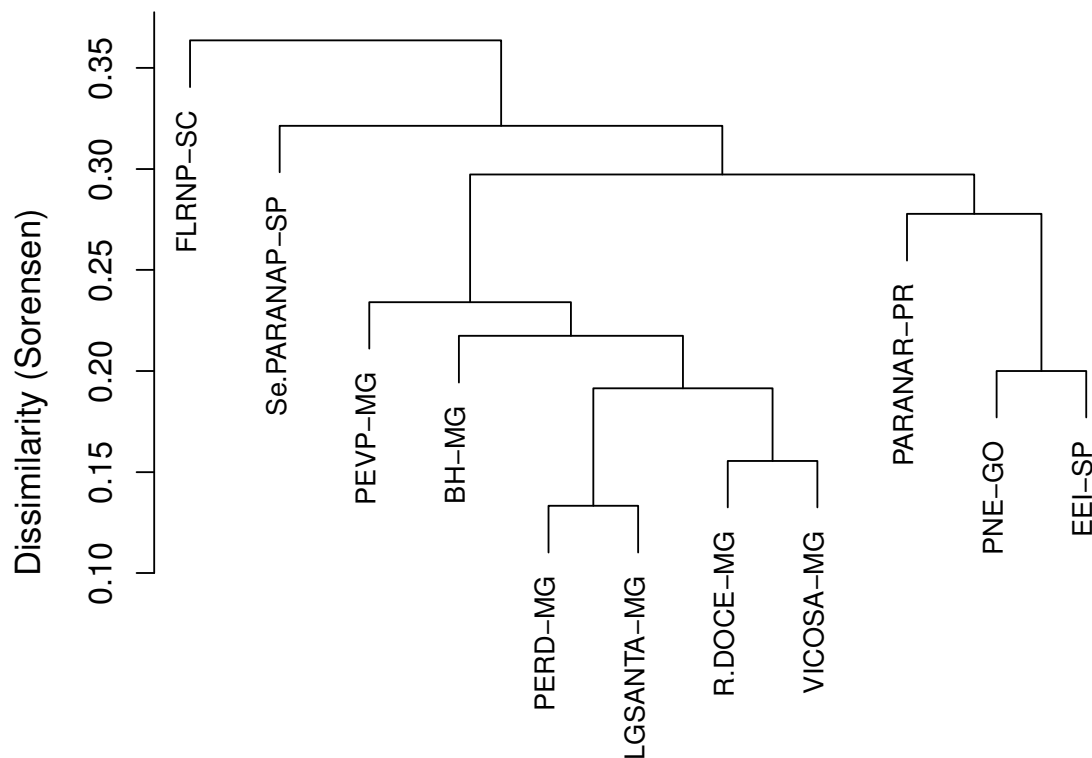 Dissimilarity (Sorensen)
0.35
0.30
0.25
0.20
0.15
0.10
FLRNP−SC
Se.PARANAP−SP
PEVP−MG
BH−MG
PERD−MG
LGSANTA−MG
R.DOCE−MG
VICOSA−MG
PARANAR−PR
PNE−GO
EEI−SP